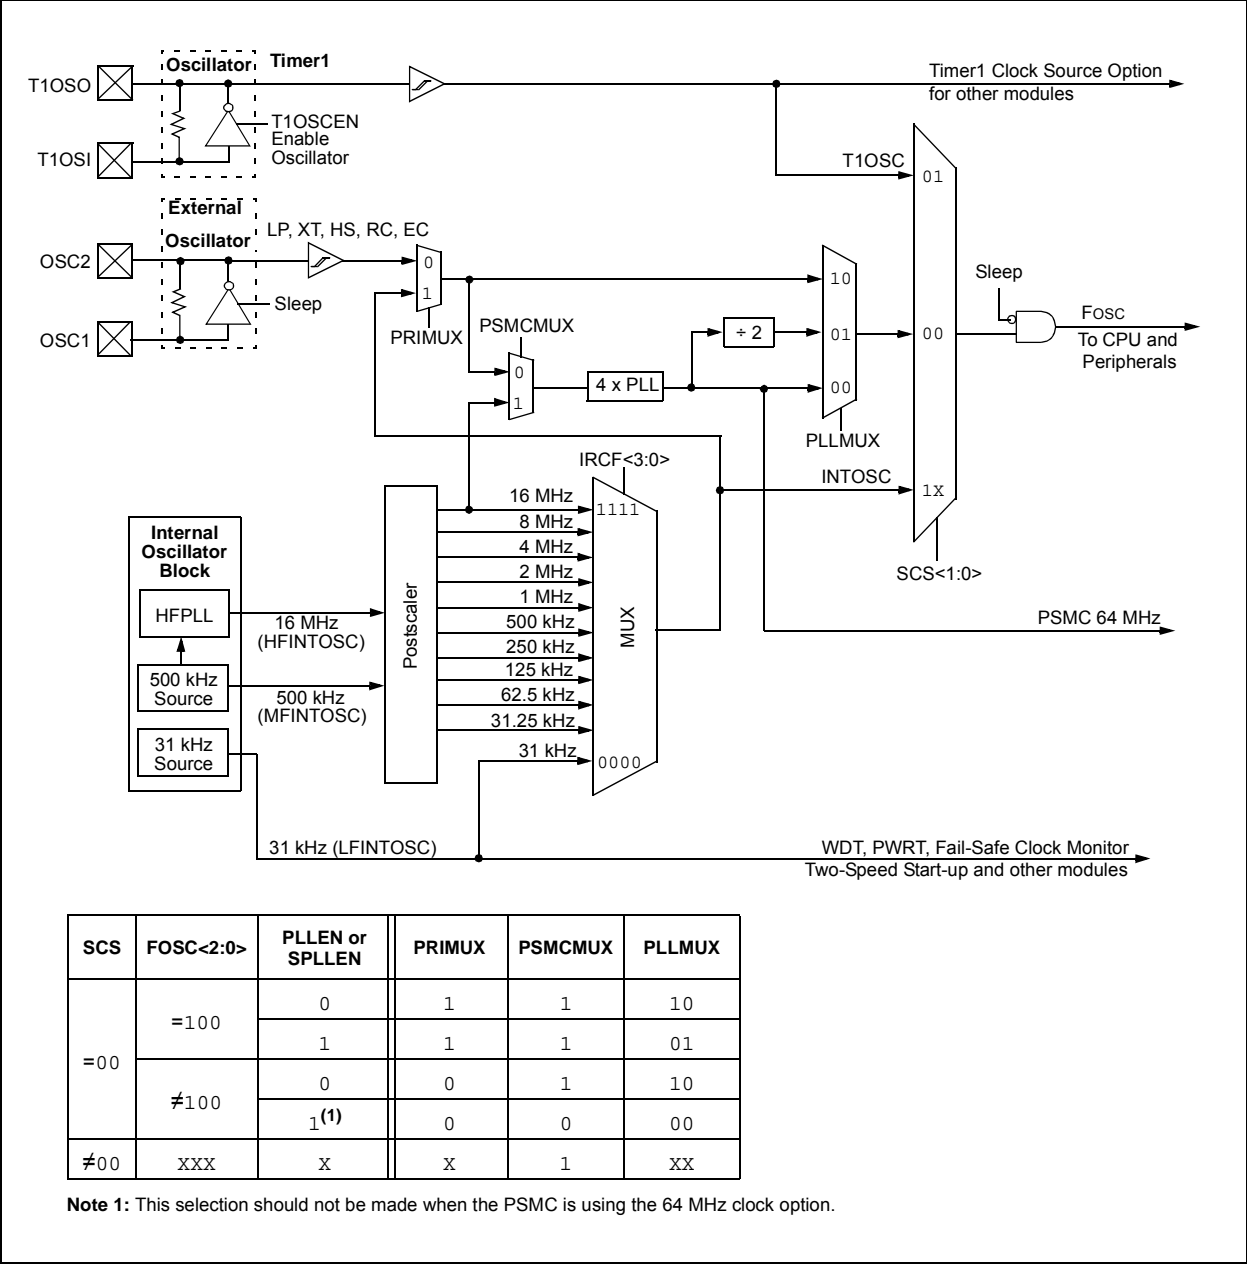 Oscillator
Timer1
T1OSO
T1OSI
T1OSCEN
Enable
Oscillator
Timer1 Clock Source Option
for other modules
T1OSC
01
External
Oscillator
LP, XT, HS, RC, EC
OSC2
OSC1
Sleep
0
1
PRIMUX
PSMCMUX
0
1
4 x PLL
÷ 2
10
01
00
PLLMUX
00
Sleep
FOSC
To CPU and
Peripherals
INTOSC
1X
SCS<1:0>
PSMC 64 MHz
IRCF<3:0>
Internal
Oscillator
Block
HFPLL
500 kHz
Source
31 kHz
Source
16 MHz
(HFINTOSC)
500 kHz
(MFINTOSC)
Postscaler
16 MHz
8 MHz
4 MHz
2 MHz
1 MHz
500 kHz
250 kHz
125 kHz
62.5 kHz
31.25 kHz
31 kHz
1111
MUX
0000
31 kHz (LFINTOSC)
WDT, PWRT, Fail-Safe Clock Monitor
Two-Speed Start-up and other modules
SCS FOSC<2:0> PLLEN or SPLLEN PRIMUX PSMCMUX PLLMUX
=00 =100 0 1 1 10
1 1 1 01
≠100 0 0 1 10
1(1) 0 0 00
≠00 XXX X X 1 XX
Note 1: This selection should not be made when the PSMC is using the 64 MHz clock option.